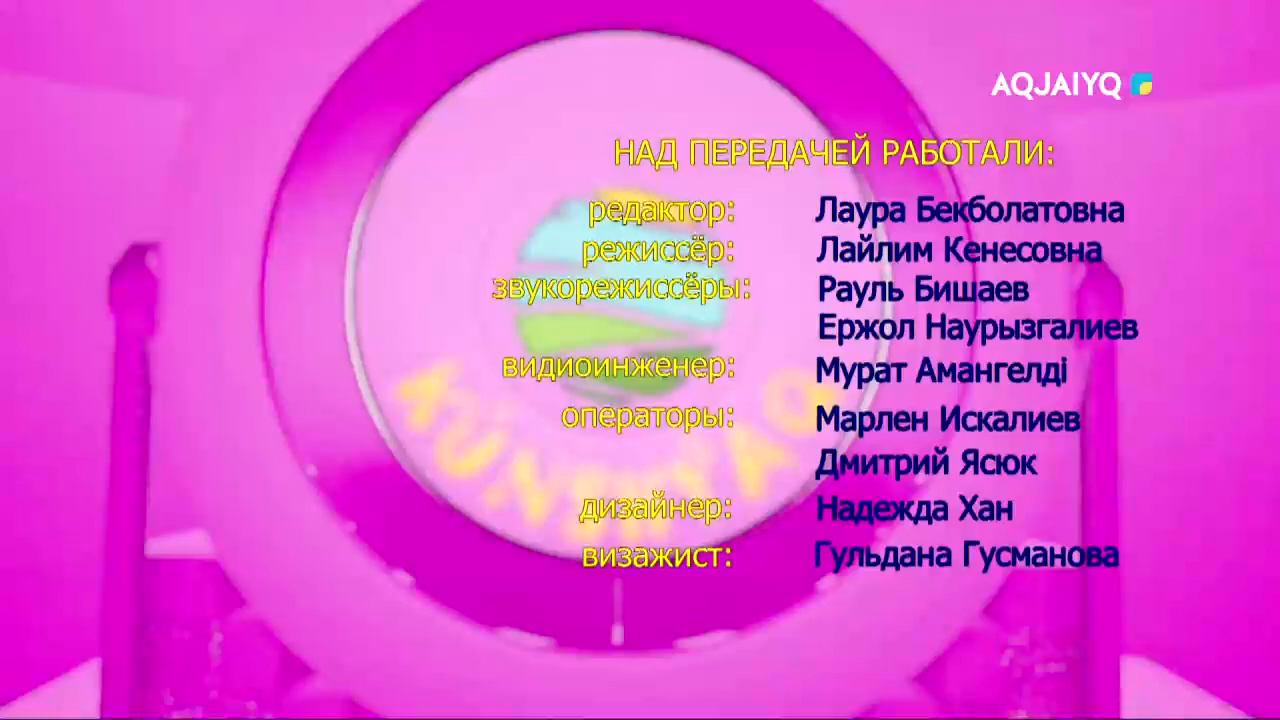 AQJAIYQ
НАД ПЕРЕДАЧЕЙ РАБОТАЛИ:
редактор: Лаура Бекболатовна
режиссёр: Лайлим Кенесовна
звукорежиссёры: Рауль Бишаев
Ержол Наурызгалиев
видиоинженер: Мурат Амангелді
операторы: Марлен Искалиев
Дмитрий Ясюк
дизайнер: Надежда Хан
визажист: Гульдана Гусманова